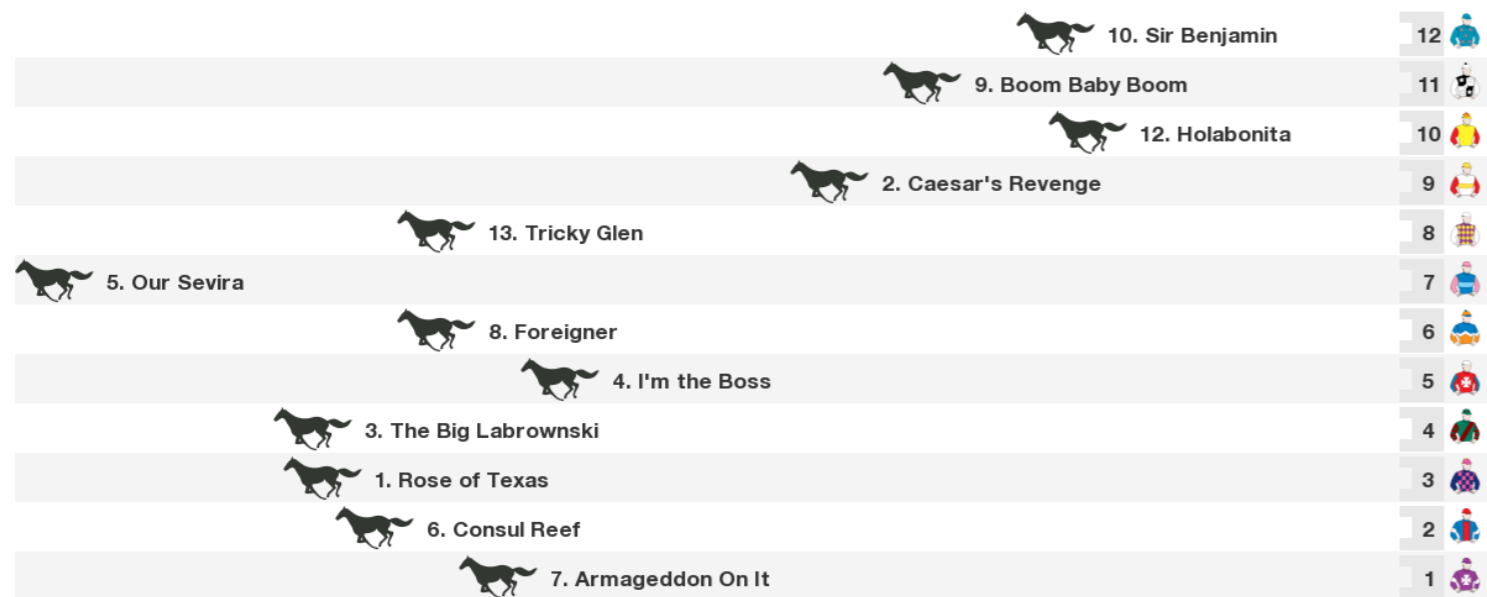 10. Sir Benjamin 12
9. Boom Baby Boom 11
12. Holabonita 10
2. Caesar's Revenge 9
13. Tricky Glen 8
5. Our Sevira 7
8. Foreigner 6
4. I'm the Boss 5
3. The Big Labrownski 4
1. Rose of Texas 3
6. Consul Reef 2
7. Armageddon On It 1